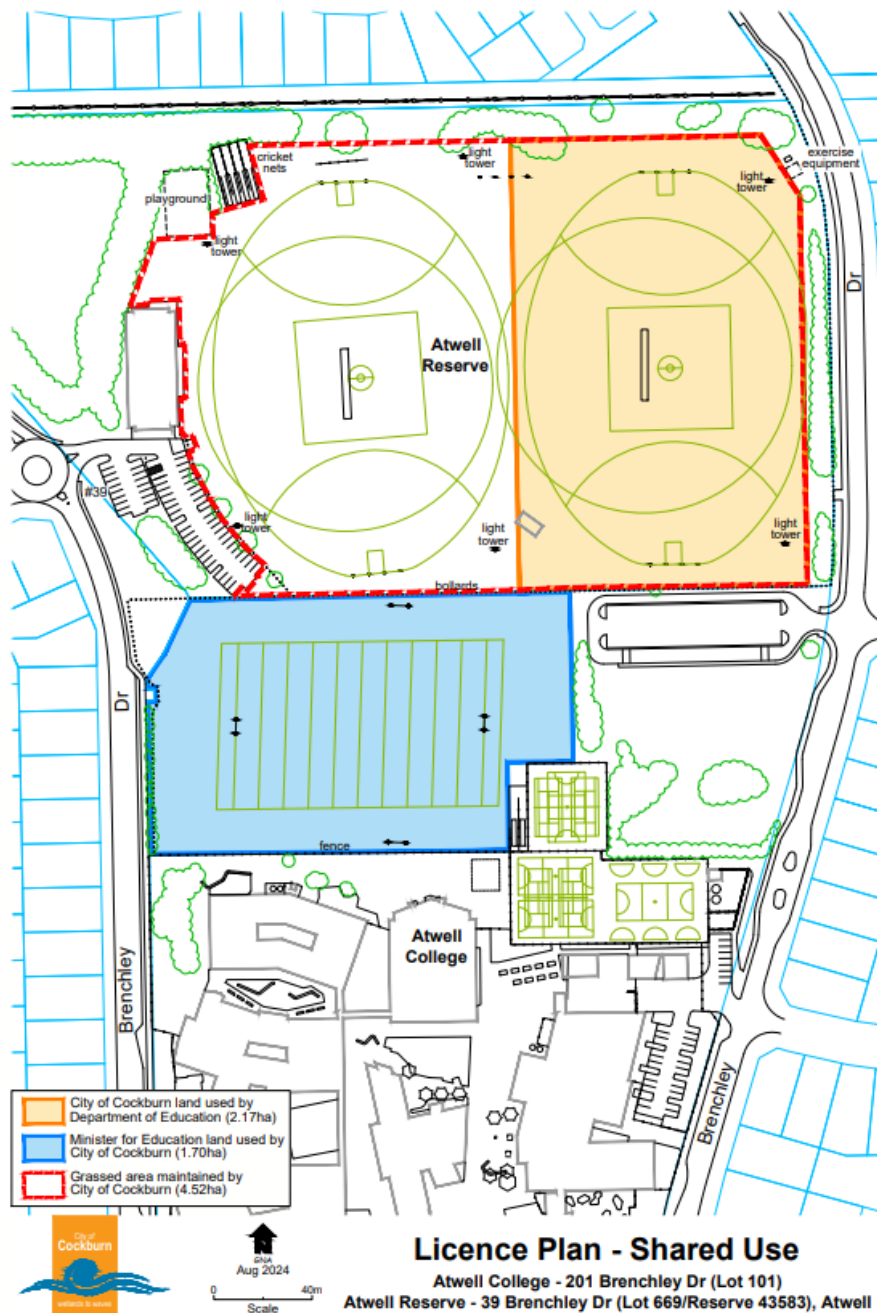 cricket
nets
light
tower
exercise
equipment
light
tower
playground
light
tower
Dr
Atwell
Reserve
#39
light
tower
light
tower
light
tower
bollards
Dr
fence
Atwell
College
Brenchley
Brenchley
City of Cockburn land used by
Department of Education (2.17ha)
Minister for Education land used by
City of Cockburn (1.70ha)
Grassed area maintained by
City of Cockburn (4.52ha)
City of
Cockburn
wetlands to waves
N
GNA
Aug 2024
0 40m
Scale
Licence Plan - Shared Use
Atwell College - 201 Brenchley Dr (Lot 101)
Atwell Reserve - 39 Brenchley Dr (Lot 669/Reserve 43583), Atwell